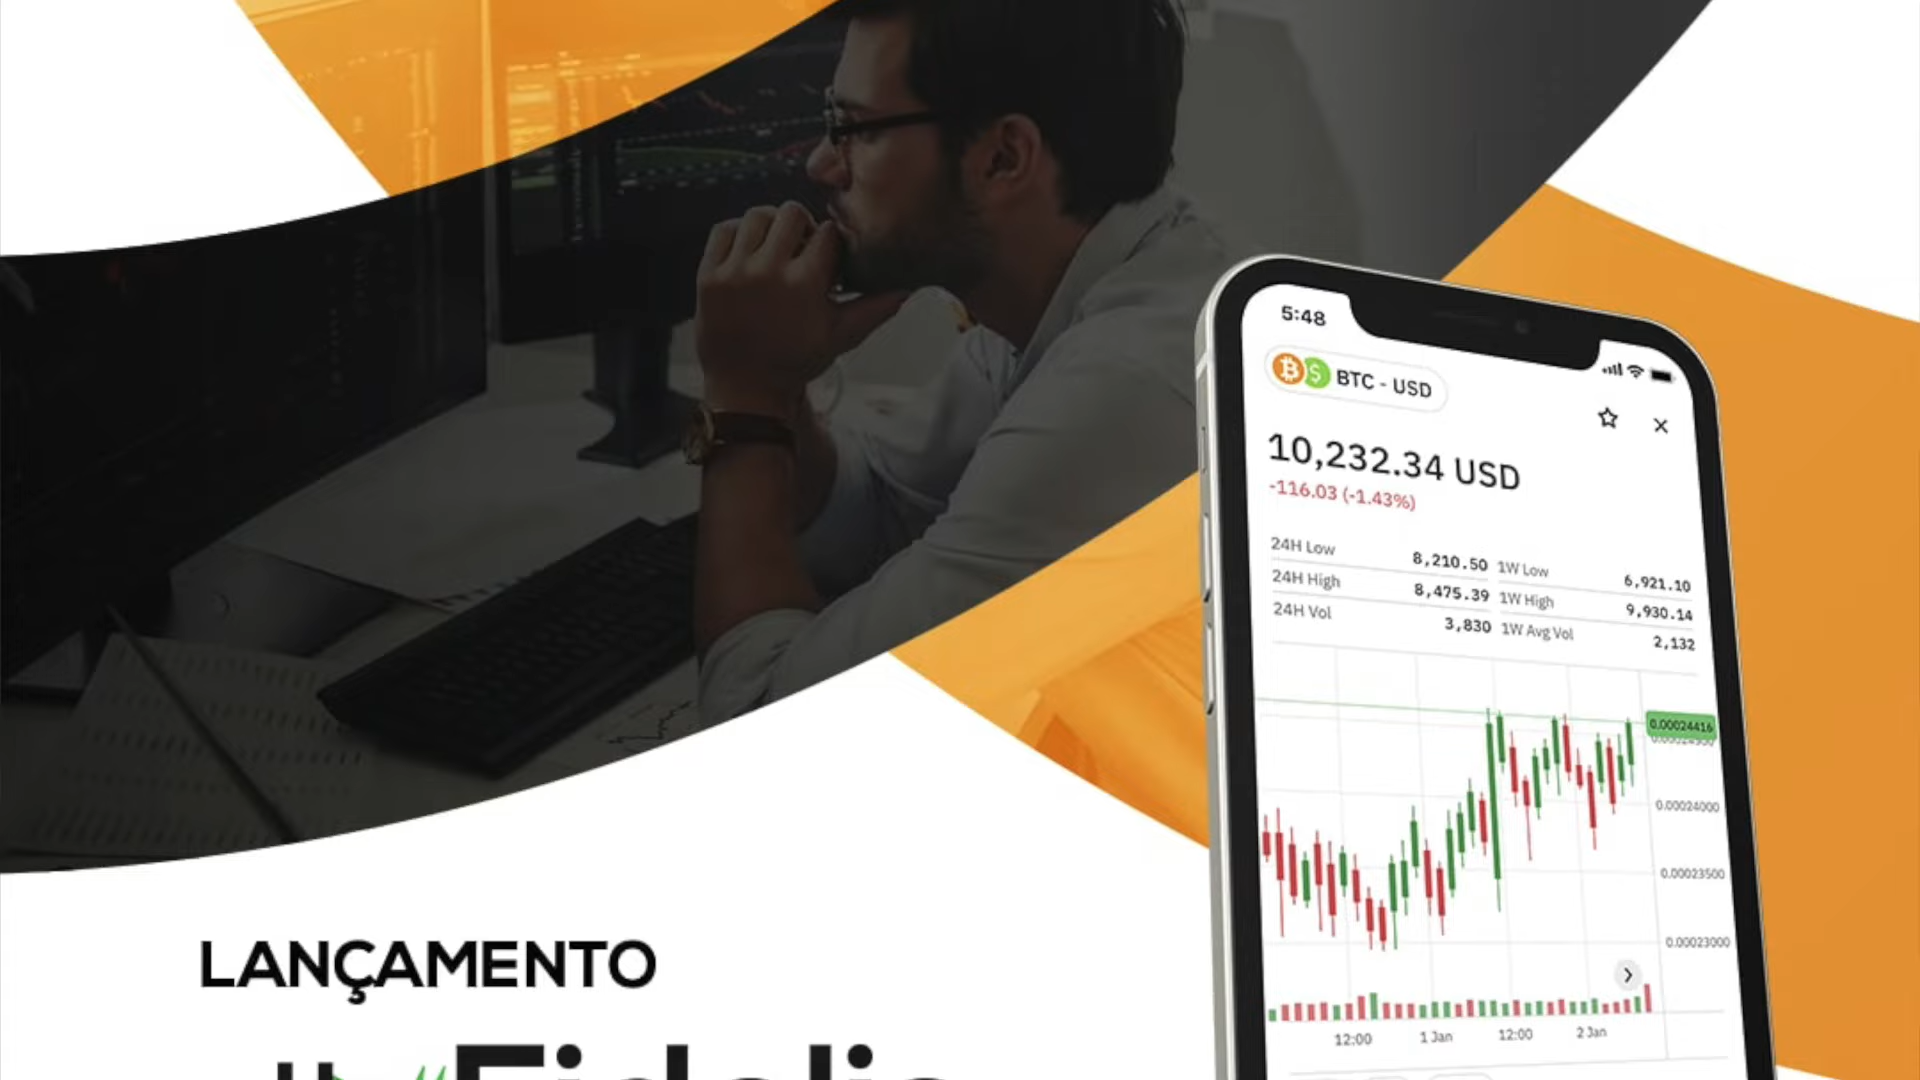 5:48
BTC - USD
10,232.34 USD
-116.03 (-1.43%)
24H Low 8,210.50 1W Low 6,921.10
24H High 8,475.39 1W High 9,930.14
24H Vol 3,830 1W Avg Vol 2,132
0.00024416
0.00024000
0.00023500
0.00023000
12:00 1 Jan 12:00 2 Jan
LANÇAMENTO